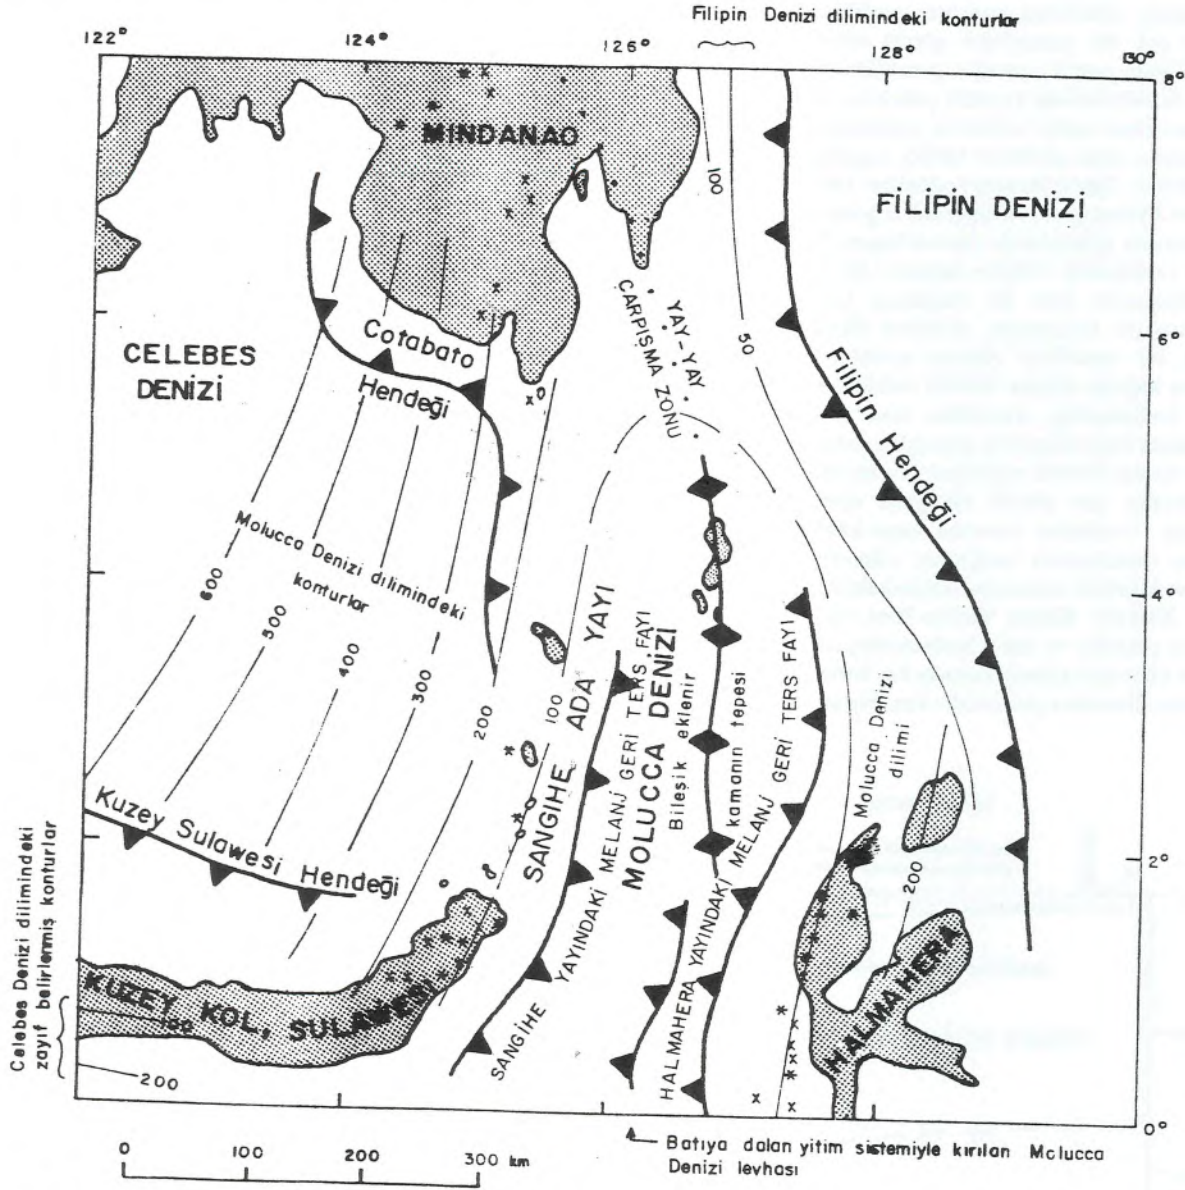 Filipin Denizi dilimindeki konturlar
122°
124°
126°
128°
130°
8°
MINDANAO
100
FİLİPİN DENİZİ
YAY-YAY
ÇARPIŞMA ZONU
50
6°
CELEBES
DENİZİ
Cotabato
Hendeği
Filipin Hendeği
Molucca Denizi dilimindeki
konturlar
600
500
400
300
200
100
4°
SANGIHE ADA YAYI
SANGIHE YAYINDAKİ MELANJ GERİ TERS FAYI
MOLUCCA DENİZİ
Bileşik eklenir
kamanın tepesi
HALMAHERA YAYINDAKİ MELANJ GERİ TERS FAYI
Molucca Denizi
dilimi
200
2°
Kuzey Sulawesi Hendeği
KUZEY KOL, SULAWESI
100
200
HALMAHERA
Celebes Denizi dilimindeki
zayıf belirlenmiş konturlar
0°
0 100 200 300 km
Batıya dalan yitim sistemiyle kırılan Molucca
Denizi levhası